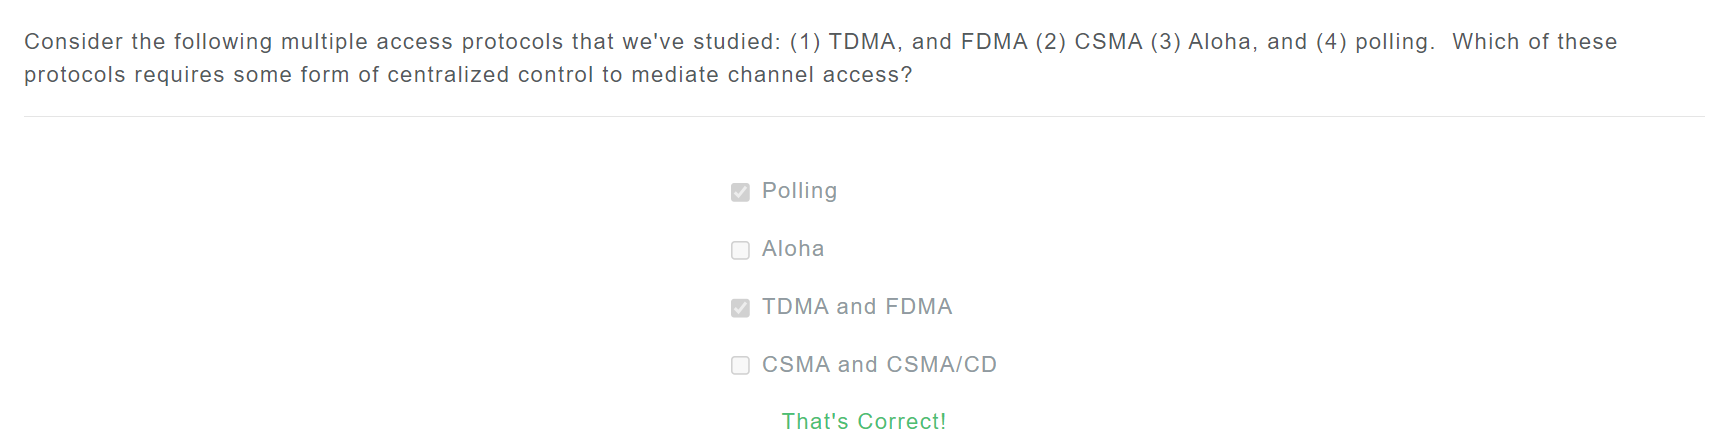 Consider the following multiple access protocols that we've studied: (1) TDMA, and FDMA (2) CSMA (3) Aloha, and (4) polling.  Which of these
protocols requires some form of centralized control to mediate channel access?
Polling
Aloha
TDMA and FDMA
CSMA and CSMA/CD
That's Correct!